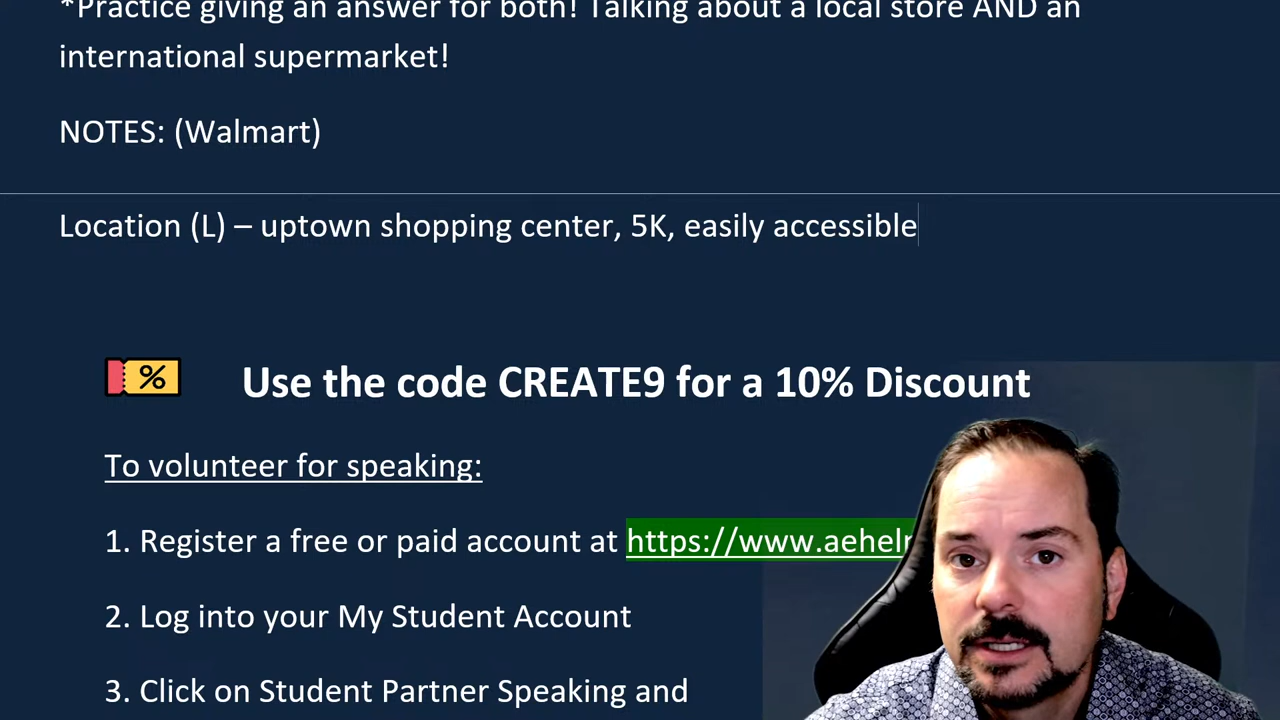 *Practice giving an answer for both! Talking about a local store AND an
international supermarket!
NOTES: (Walmart)
Location (L) – uptown shopping center, 5K, easily accessible
%
Use the code CREATE9 for a 10% Discount
To volunteer for speaking:
1. Register a free or paid account at https://www.aehelp
2. Log into your My Student Account
3. Click on Student Partner Speaking and